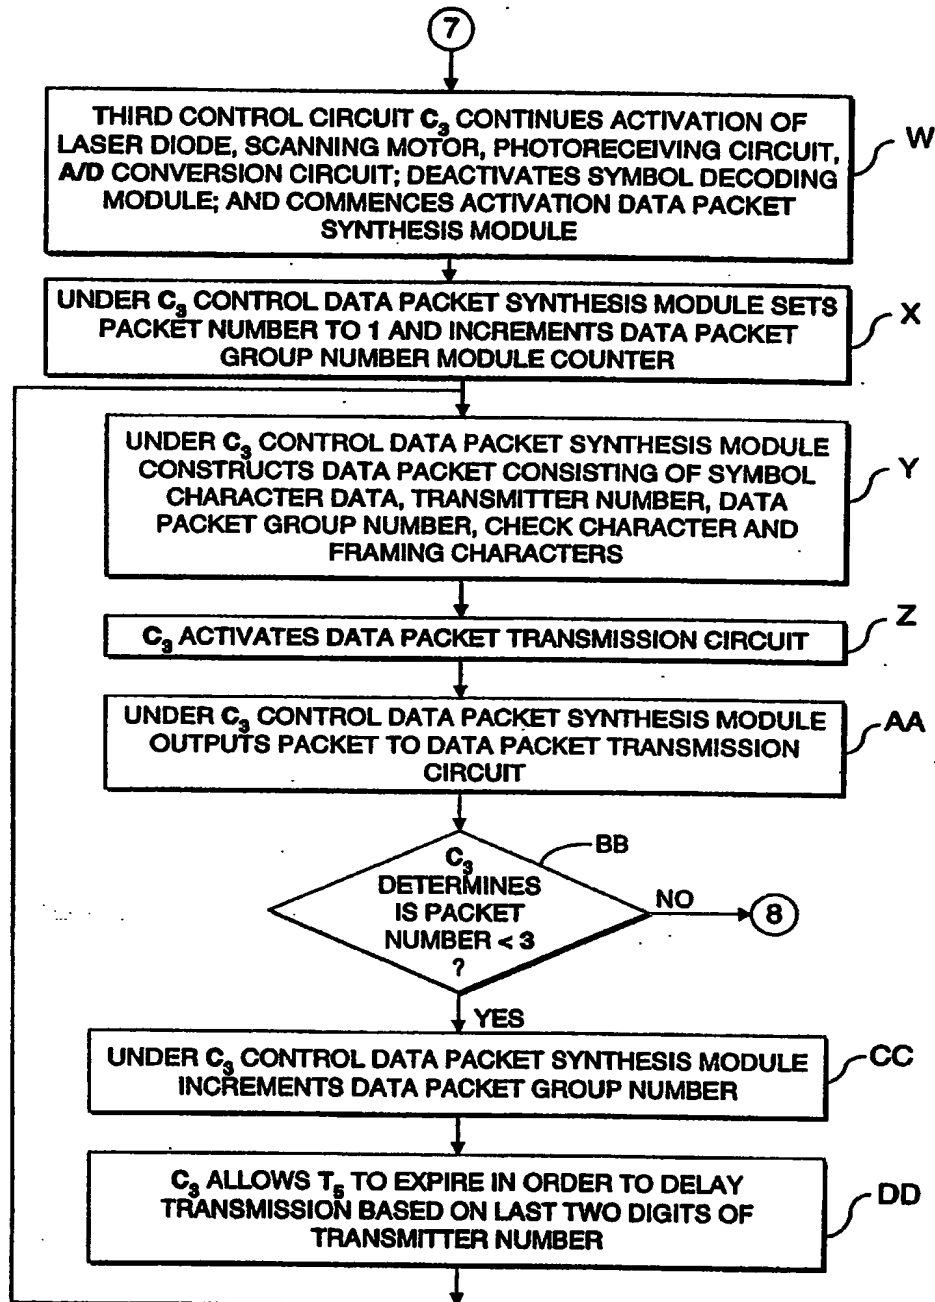 7
THIRD CONTROL CIRCUIT C₃ CONTINUES ACTIVATION OF
LASER DIODE, SCANNING MOTOR, PHOTORECEIVING CIRCUIT,
A/D CONVERSION CIRCUIT; DEACTIVATES SYMBOL DECODING
MODULE; AND COMMENCES ACTIVATION DATA PACKET
SYNTHESIS MODULE
W
UNDER C₃ CONTROL DATA PACKET SYNTHESIS MODULE SETS
PACKET NUMBER TO 1 AND INCREMENTS DATA PACKET
GROUP NUMBER MODULE COUNTER
X
UNDER C₃ CONTROL DATA PACKET SYNTHESIS MODULE
CONSTRUCTS DATA PACKET CONSISTING OF SYMBOL
CHARACTER DATA, TRANSMITTER NUMBER, DATA
PACKET GROUP NUMBER, CHECK CHARACTER AND
FRAMING CHARACTERS
Y
C₃ ACTIVATES DATA PACKET TRANSMISSION CIRCUIT
Z
UNDER C₃ CONTROL DATA PACKET SYNTHESIS MODULE
OUTPUTS PACKET TO DATA PACKET TRANSMISSION
CIRCUIT
AA
C₃
DETERMINES
IS PACKET
NUMBER < 3
?
BB
NO
8
YES
UNDER C₃ CONTROL DATA PACKET SYNTHESIS MODULE
INCREMENTS DATA PACKET GROUP NUMBER
CC
C₃ ALLOWS T₅ TO EXPIRE IN ORDER TO DELAY
TRANSMISSION BASED ON LAST TWO DIGITS OF
TRANSMITTER NUMBER
DD